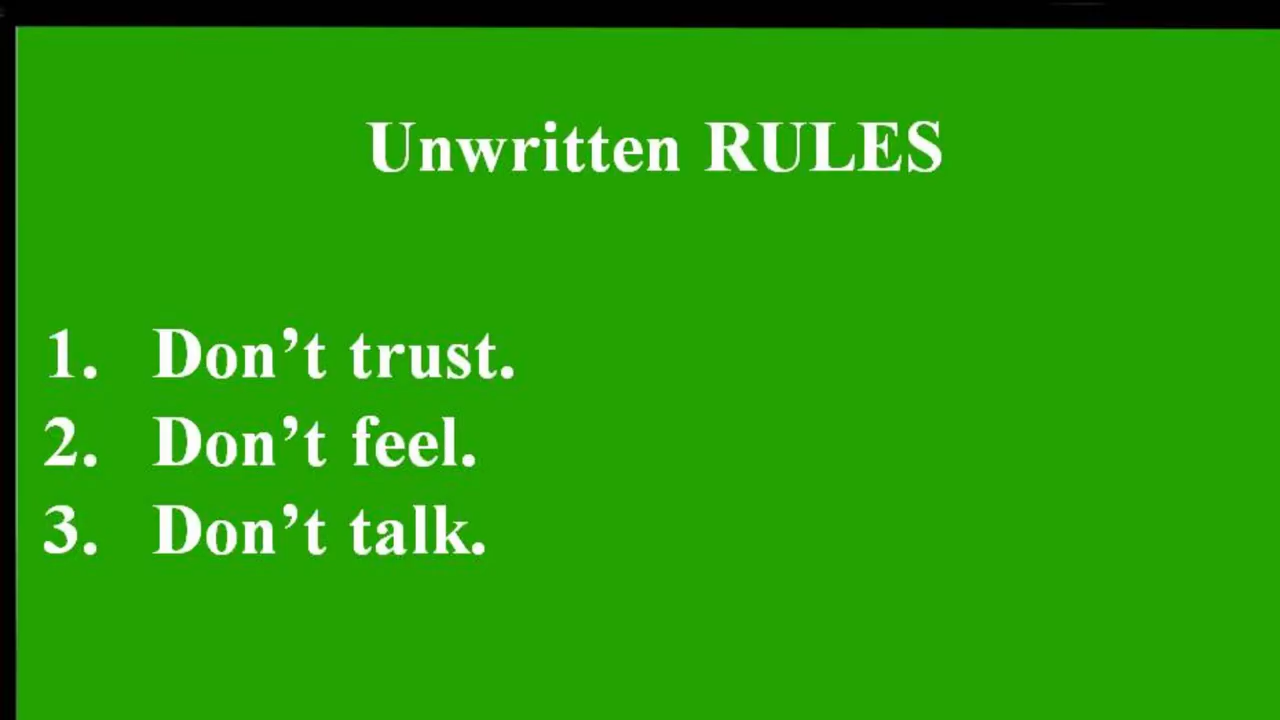 Unwritten RULES
1. Don’t trust.
2. Don’t feel.
3. Don’t talk.